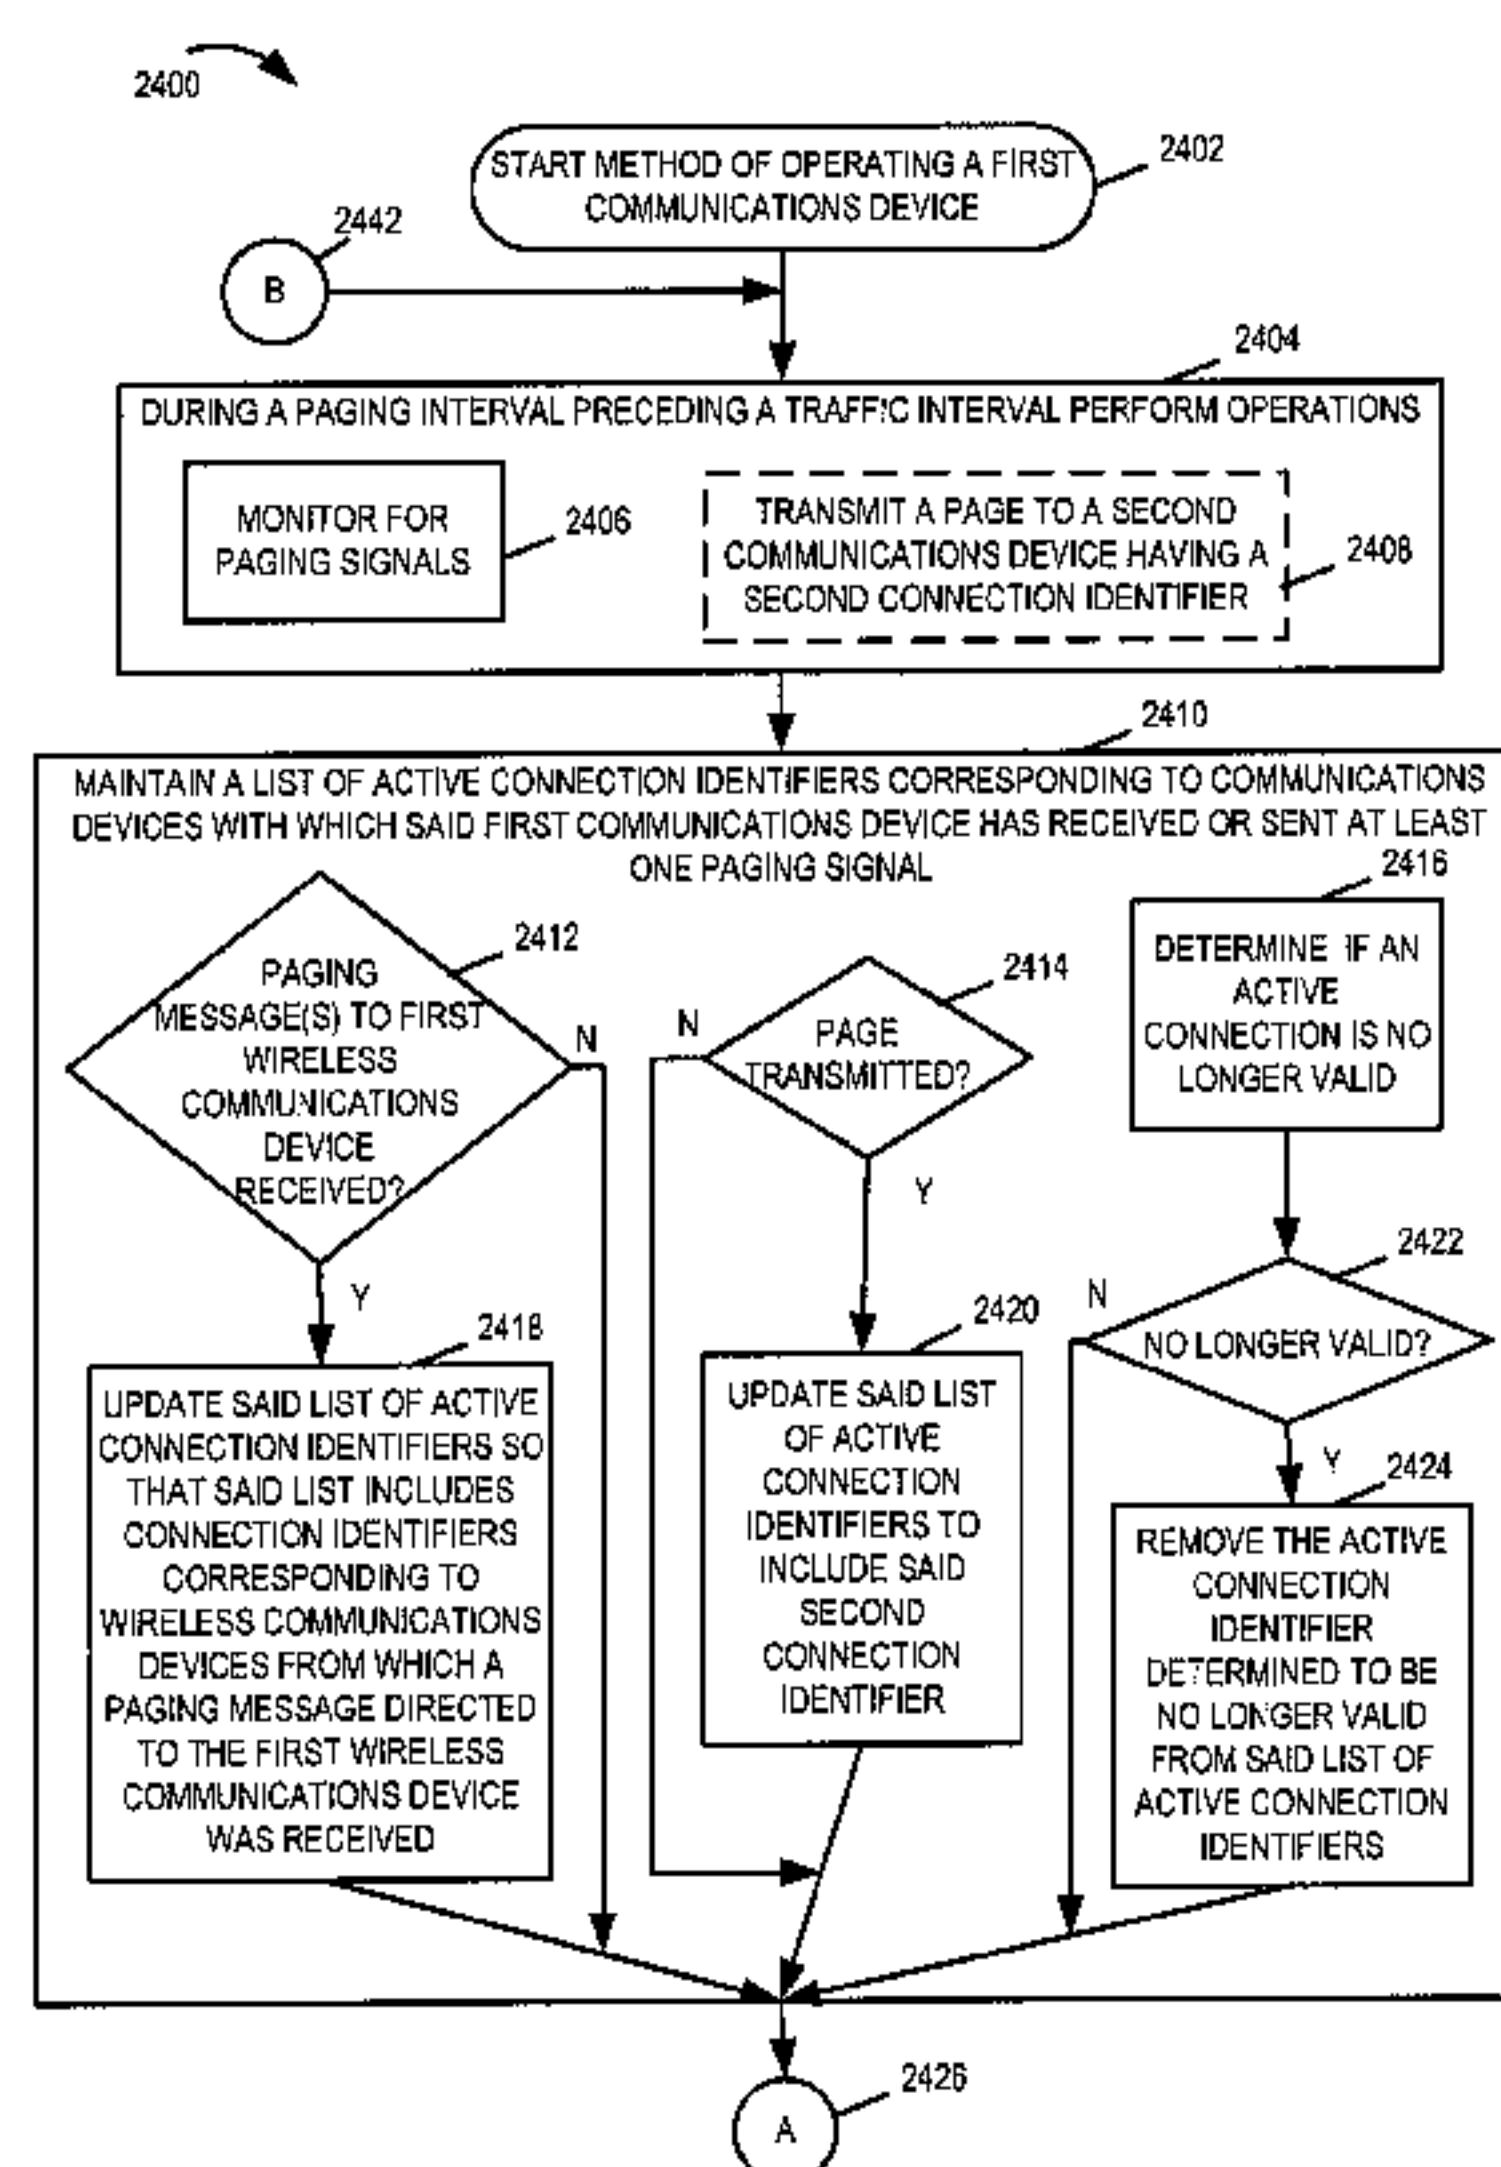 2400
START METHOD OF OPERATING A FIRST
COMMUNICATIONS DEVICE
2402
2442
B
2404
DURING A PAGING INTERVAL PRECEDING A TRAFFIC INTERVAL PERFORM OPERATIONS
MONITOR FOR
PAGING SIGNALS
2406
TRANSMIT A PAGE TO A SECOND
COMMUNICATIONS DEVICE HAVING A
SECOND CONNECTION IDENTIFIER
2408
2410
MAINTAIN A LIST OF ACTIVE CONNECTION IDENTIFIERS CORRESPONDING TO COMMUNICATIONS
DEVICES WITH WHICH SAID FIRST COMMUNICATIONS DEVICE HAS RECEIVED OR SENT AT LEAST
ONE PAGING SIGNAL
2412
PAGING
MESSAGE(S) TO FIRST
WIRELESS
COMMUNICATIONS
DEVICE
RECEIVED?
N
Y
2414
PAGE
TRANSMITTED?
N
Y
2416
DETERMINE IF AN
ACTIVE
CONNECTION IS NO
LONGER VALID
2422
NO LONGER VALID?
N
Y
2418
UPDATE SAID LIST OF ACTIVE
CONNECTION IDENTIFIERS SO
THAT SAID LIST INCLUDES
CONNECTION IDENTIFIERS
CORRESPONDING TO
WIRELESS COMMUNICATIONS
DEVICES FROM WHICH A
PAGING MESSAGE DIRECTED
TO THE FIRST WIRELESS
COMMUNICATIONS DEVICE
WAS RECEIVED
2420
UPDATE SAID LIST
OF ACTIVE
CONNECTION
IDENTIFIERS TO
INCLUDE SAID
SECOND
CONNECTION
IDENTIFIER
2424
REMOVE THE ACTIVE
CONNECTION
IDENTIFIER
DETERMINED TO BE
NO LONGER VALID
FROM SAID LIST OF
ACTIVE CONNECTION
IDENTIFIERS
2426
A